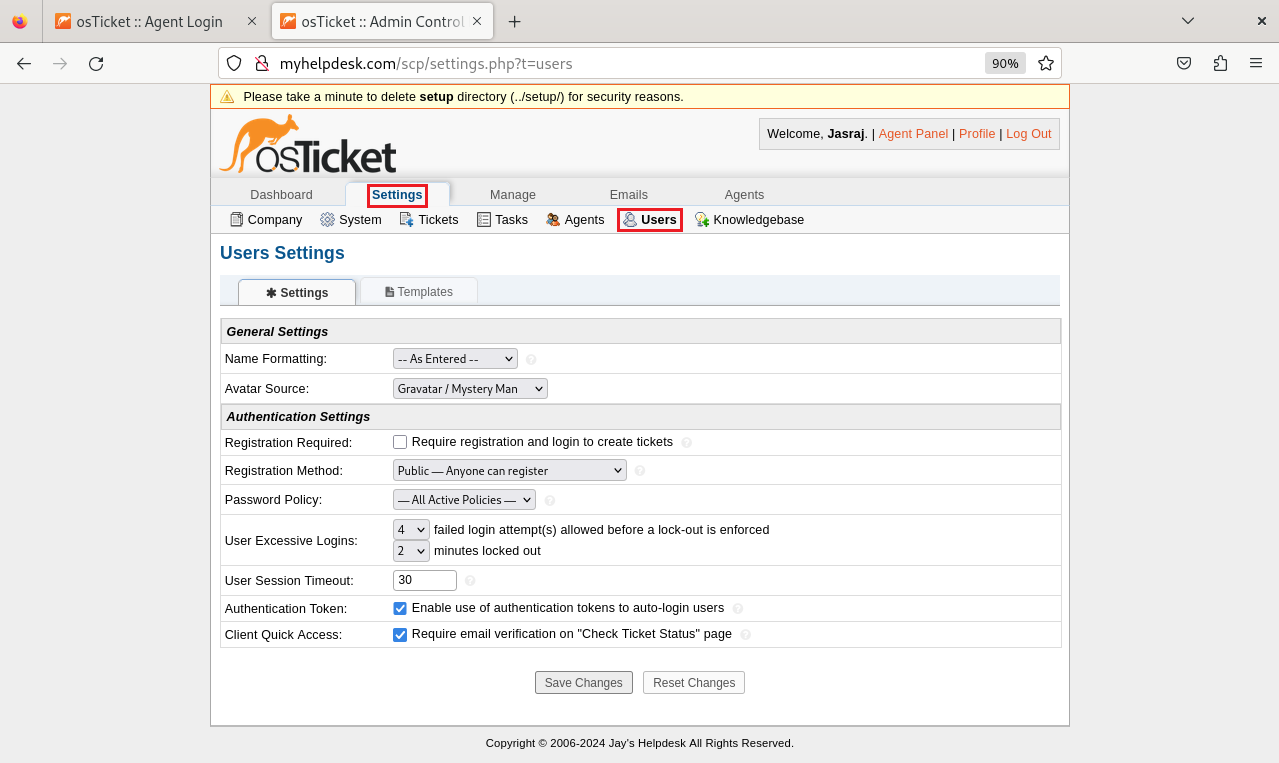 osTicket :: Agent Login
osTicket :: Admin Control
myhelpdesk.com/scp/settings.php?t=users
90%
Please take a minute to delete setup directory (../setup/) for security reasons.
osTicket
Welcome, Jasraj. | Agent Panel | Profile | Log Out
Dashboard Settings Manage Emails Agents
Company System Tickets Tasks Agents Users Knowledgebase
Users Settings
Settings Templates
General Settings
Name Formatting: -- As Entered --
Avatar Source: Gravatar / Mystery Man
Authentication Settings
Registration Required: Require registration and login to create tickets
Registration Method: Public — Anyone can register
Password Policy: — All Active Policies —
User Excessive Logins: 4 failed login attempt(s) allowed before a lock-out is enforced
2 minutes locked out
User Session Timeout: 30
Authentication Token: Enable use of authentication tokens to auto-login users
Client Quick Access: Require email verification on "Check Ticket Status" page
Save Changes Reset Changes
Copyright © 2006-2024 Jay's Helpdesk All Rights Reserved.